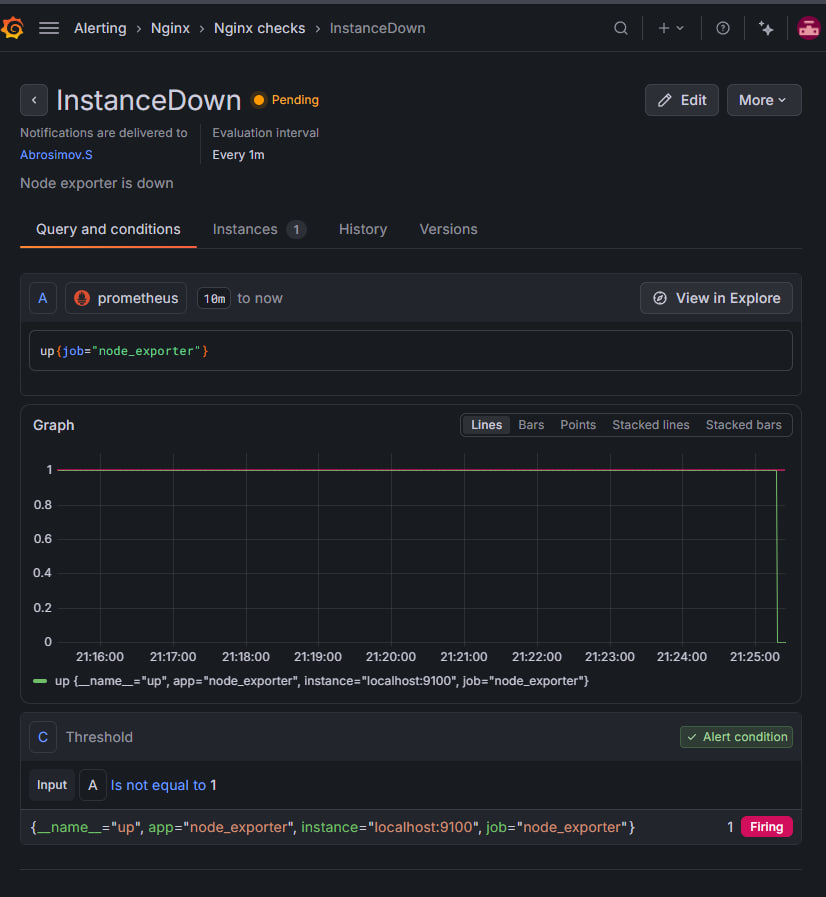 Alerting › Nginx › Nginx checks › InstanceDown
InstanceDown Pending Edit More
Notifications are delivered to Evaluation interval
Abrosimov.S Every 1m
Node exporter is down
Query and conditions Instances 1 History Versions
A prometheus 10m to now View in Explore
up{job="node_exporter"}
Graph Lines Bars Points Stacked lines Stacked bars
1
0.8
0.6
0.4
0.2
0
21:16:00 21:17:00 21:18:00 21:19:00 21:20:00 21:21:00 21:22:00 21:23:00 21:24:00 21:25:00
up {__name__="up", app="node_exporter", instance="localhost:9100", job="node_exporter"}
C Threshold Alert condition
Input A Is not equal to 1
{__name__="up", app="node_exporter", instance="localhost:9100", job="node_exporter"} 1 Firing